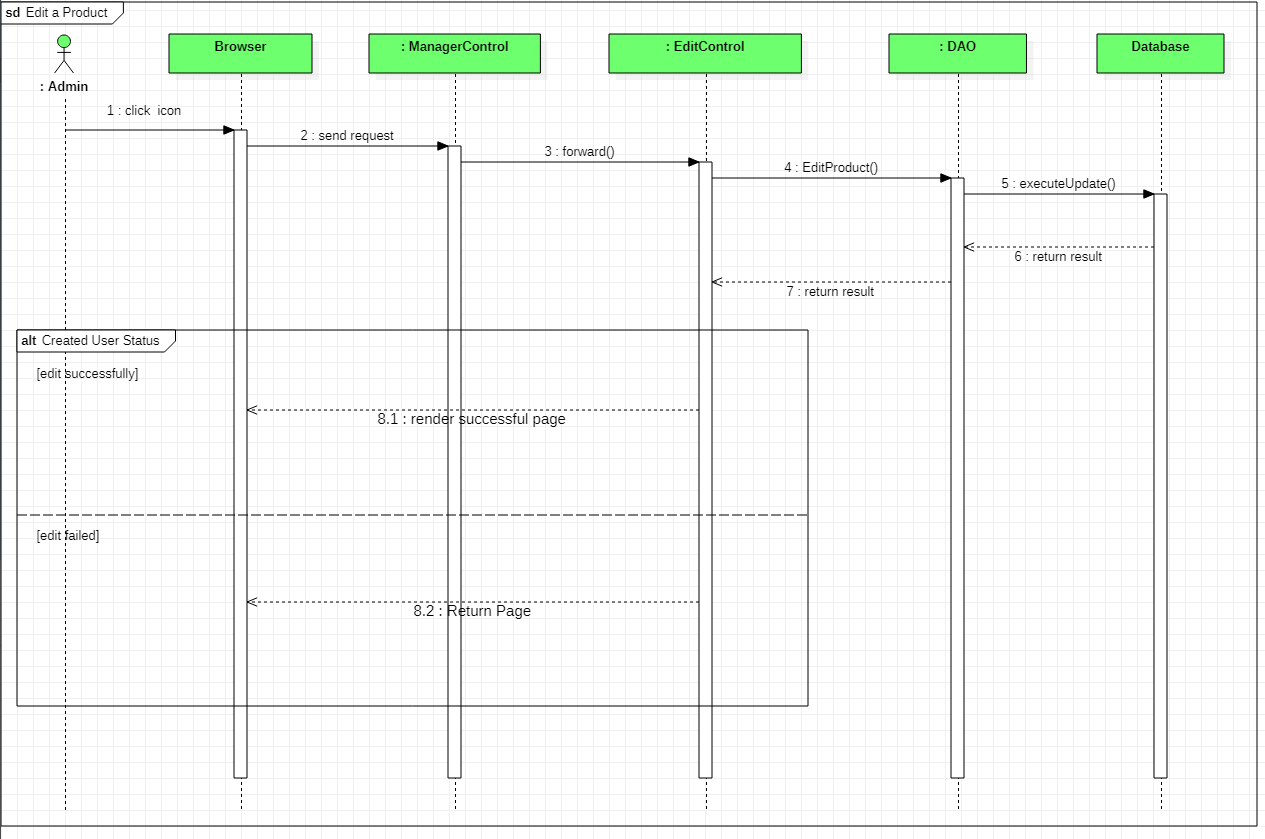 sd Edit a Product
Browser
: ManagerControl
: EditControl
: DAO
Database
: Admin
1 : click icon
2 : send request
3 : forward()
4 : EditProduct()
5 : executeUpdate()
6 : return result
7 : return result
alt Created User Status
[edit successfully]
8.1 : render successful page
[edit failed]
8.2 : Return Page